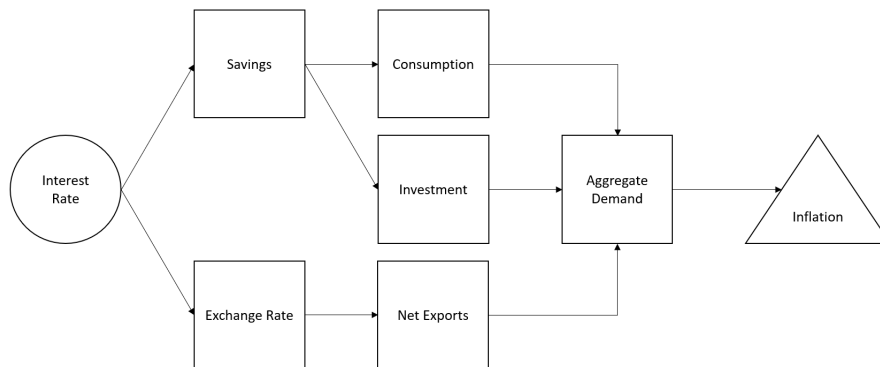 Savings
Consumption
Interest
Rate
Investment
Aggregate
Demand
Inflation
Exchange Rate
Net Exports